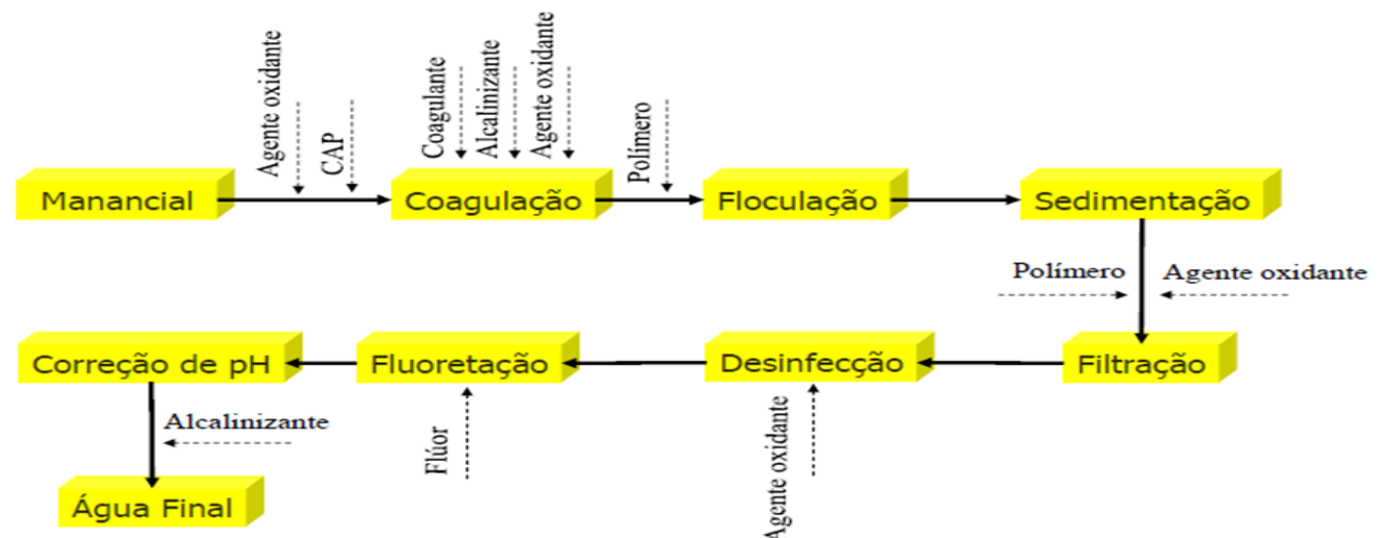 Agente oxidante
CAP
Coagulante
Alcalinizante
Agente oxidante
Polímero
Manancial
Coagulação
Floculação
Sedimentação
Polímero
Agente oxidante
Correção de pH
Fluoretação
Desinfecção
Filtração
Alcalinizante
Flúor
Agente oxidante
Água Final